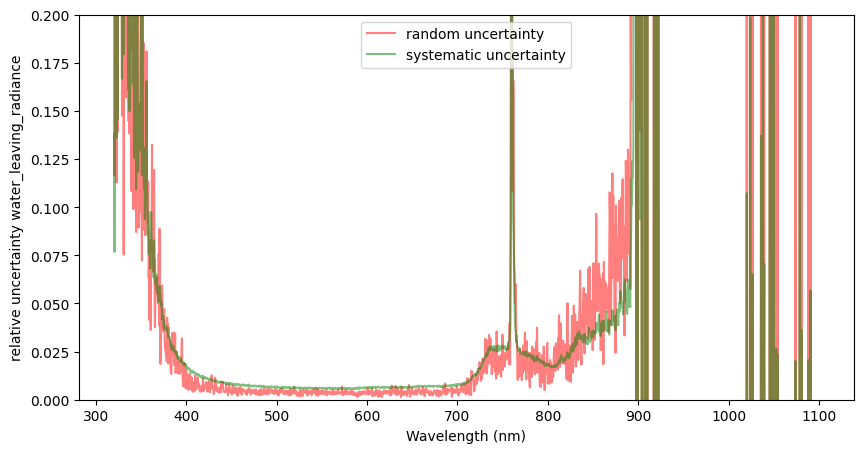 random uncertainty
systematic uncertainty
relative uncertainty water_leaving_radiance
0.200
0.175
0.150
0.125
0.100
0.075
0.050
0.025
0.000
300 400 500 600 700 800 900 1000 1100
Wavelength (nm)